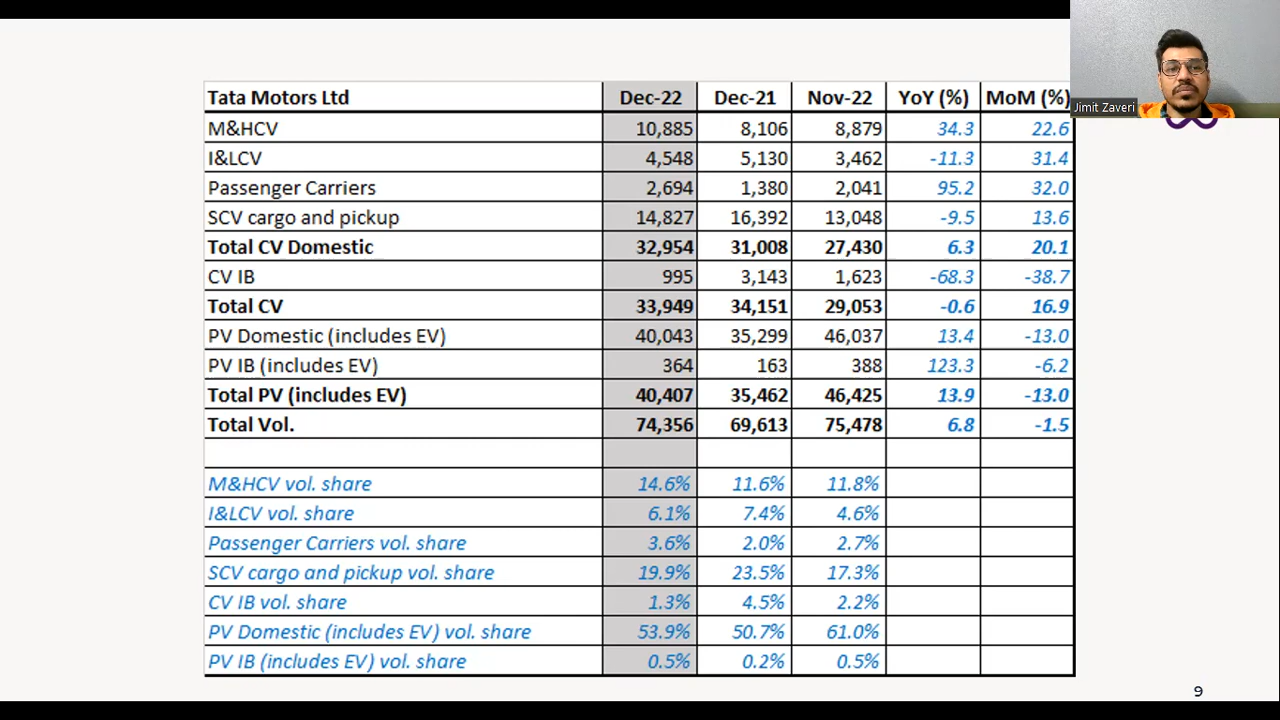 Tata Motors Ltd Dec-22 Dec-21 Nov-22 YoY (%) MoM (%)
Jimit Zaveri
M&HCV 10,885 8,106 8,879 34.3 22.6
I&LCV 4,548 5,130 3,462 -11.3 31.4
Passenger Carriers 2,694 1,380 2,041 95.2 32.0
SCV cargo and pickup 14,827 16,392 13,048 -9.5 13.6
Total CV Domestic 32,954 31,008 27,430 6.3 20.1
CV IB 995 3,143 1,623 -68.3 -38.7
Total CV 33,949 34,151 29,053 -0.6 16.9
PV Domestic (includes EV) 40,043 35,299 46,037 13.4 -13.0
PV IB (includes EV) 364 163 388 123.3 -6.2
Total PV (includes EV) 40,407 35,462 46,425 13.9 -13.0
Total Vol. 74,356 69,613 75,478 6.8 -1.5
M&HCV vol. share 14.6% 11.6% 11.8%
I&LCV vol. share 6.1% 7.4% 4.6%
Passenger Carriers vol. share 3.6% 2.0% 2.7%
SCV cargo and pickup vol. share 19.9% 23.5% 17.3%
CV IB vol. share 1.3% 4.5% 2.2%
PV Domestic (includes EV) vol. share 53.9% 50.7% 61.0%
PV IB (includes EV) vol. share 0.5% 0.2% 0.5%
9